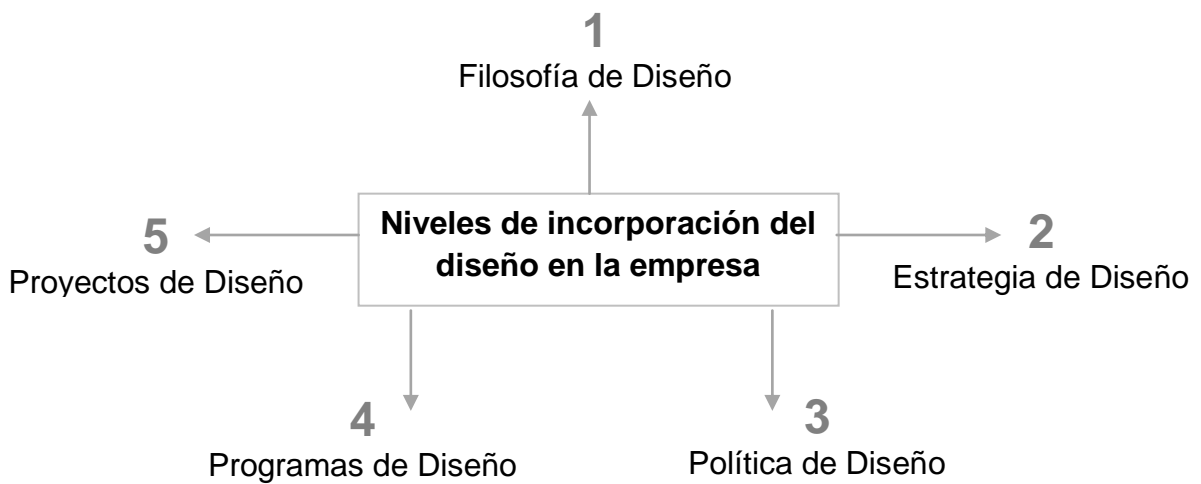 1
Filosofía de Diseño
Niveles de incorporación del
diseño en la empresa
5
Proyectos de Diseño
2
Estrategia de Diseño
4
Programas de Diseño
3
Política de Diseño